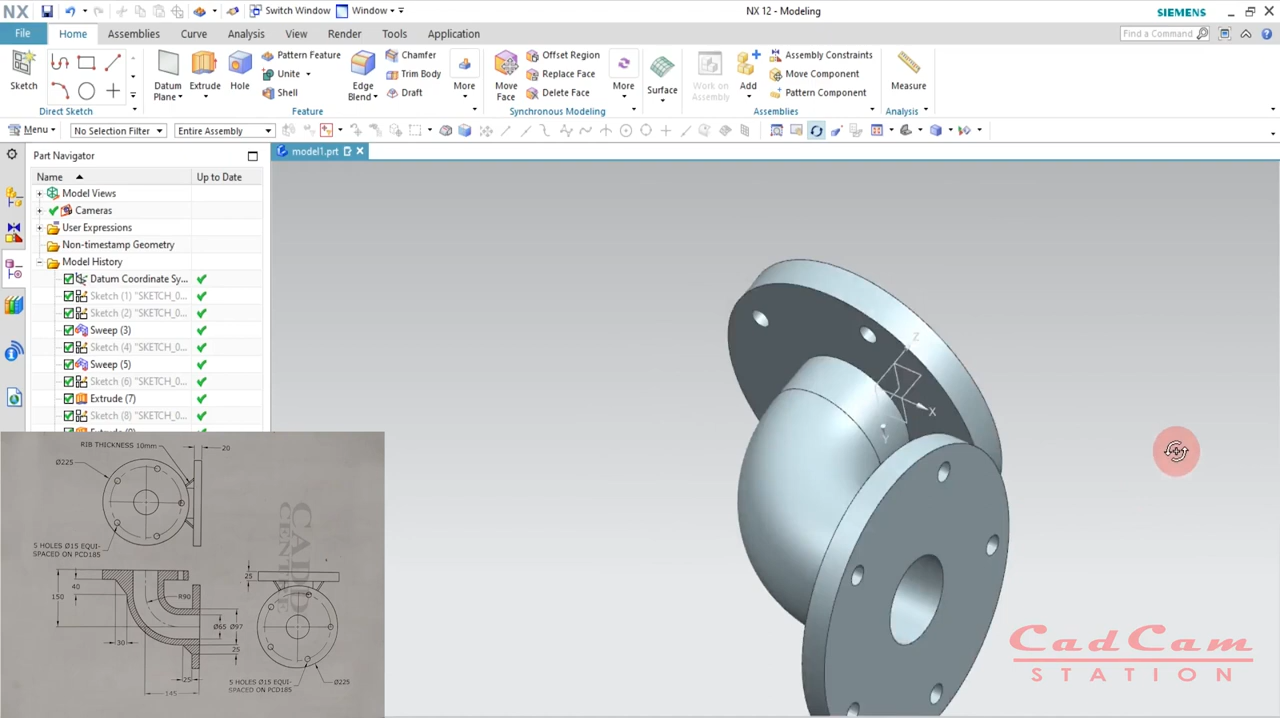 NX
Switch Window
Window
NX 12 - Modeling
SIEMENS
File
Home
Assemblies
Curve
Analysis
View
Render
Tools
Application
Find a Command
Sketch
Direct Sketch
Datum Plane
Extrude
Hole
Pattern Feature
Unite
Shell
Edge Blend
Chamfer
Trim Body
Draft
More
Feature
Move Face
Offset Region
Replace Face
Delete Face
More
Synchronous Modeling
Surface
Work on Assembly
Add
Assembly Constraints
Move Component
Pattern Component
Assemblies
Measure
Analysis
Menu
No Selection Filter
Entire Assembly
Part Navigator
model1.prt
Name
Up to Date
Model Views
Cameras
User Expressions
Non-timestamp Geometry
Model History
Datum Coordinate Sy...
Sketch (1) "SKETCH_0...
Sketch (2) "SKETCH_0...
Sweep (3)
Sketch (4) "SKETCH_0...
Sweep (5)
Sketch (6) "SKETCH_0...
Extrude (7)
Sketch (8) "SKETCH_0...
Z
X
Y
RIB THICKNESS 10mm
20
Ø225
5 HOLES Ø15 EQUI-
SPACED ON PCD185
CADD
CENTRE
25
40
150
R90
Ø65
Ø97
30
25
25
145
5 HOLES Ø15 EQUI-
SPACED ON PCD185
Ø225
CadCam
STATION